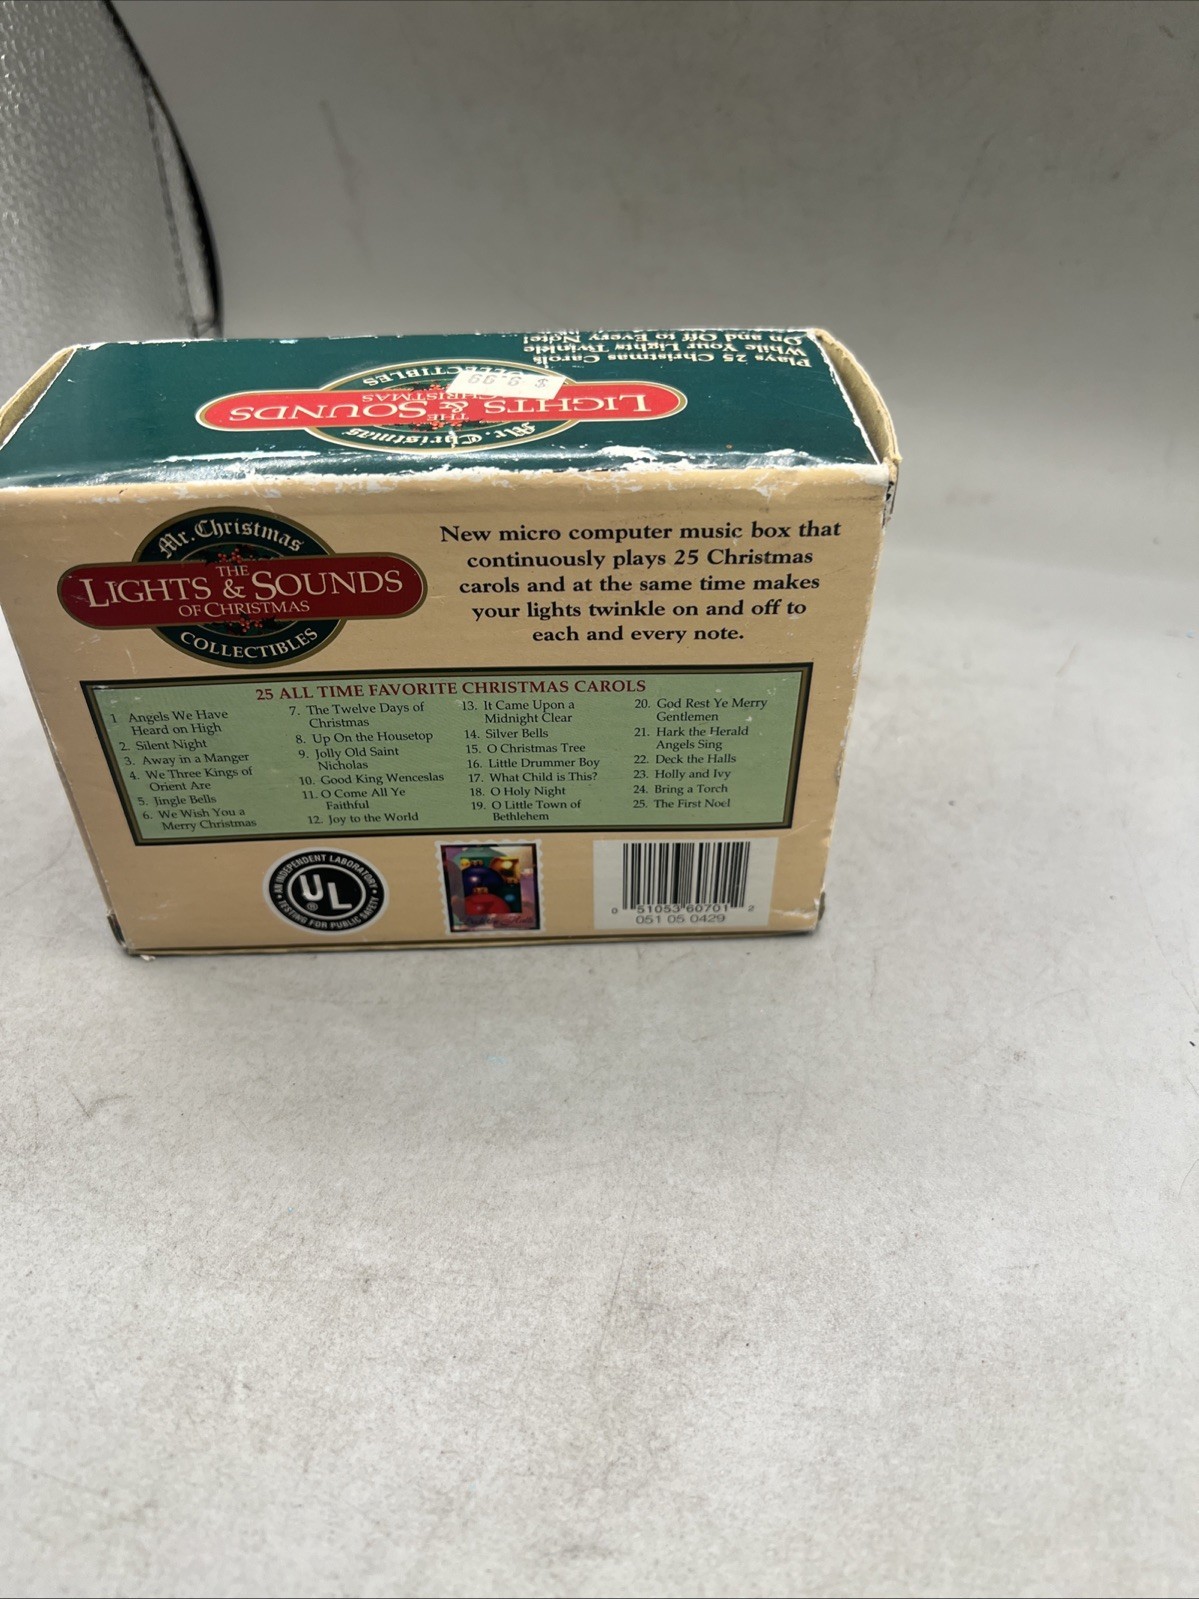 Plays 25 Christmas Carols
While Your Lights Twinkle
On and Off to Every Note!
Mr. Christmas
THE
LIGHTS & SOUNDS
CHRISTMAS
COLLECTIBLES
$ 9.99
Mr. Christmas
THE
LIGHTS & SOUNDS
OF CHRISTMAS
COLLECTIBLES
New micro computer music box that
continuously plays 25 Christmas
carols and at the same time makes
your lights twinkle on and off to
each and every note.
25 ALL TIME FAVORITE CHRISTMAS CAROLS
1 Angels We Have
Heard on High
2. Silent Night
3. Away in a Manger
4. We Three Kings of
Orient Are
5. Jingle Bells
6. We Wish You a
Merry Christmas
7. The Twelve Days of
Christmas
8. Up On the Housetop
9. Jolly Old Saint
Nicholas
10. Good King Wenceslas
11. O Come All Ye
Faithful
12. Joy to the World
13. It Came Upon a
Midnight Clear
14. Silver Bells
15. O Christmas Tree
16. Little Drummer Boy
17. What Child is This?
18. O Holy Night
19. O Little Town of
Bethlehem
20. God Rest Ye Merry
Gentlemen
21. Hark the Herald
Angels Sing
22. Deck the Halls
23. Holly and Ivy
24. Bring a Torch
25. The First Noel
AN INDEPENDENT LABORATORY
UL
®
TESTING FOR PUBLIC SAFETY
0 51053 60701 2
051 05 0429